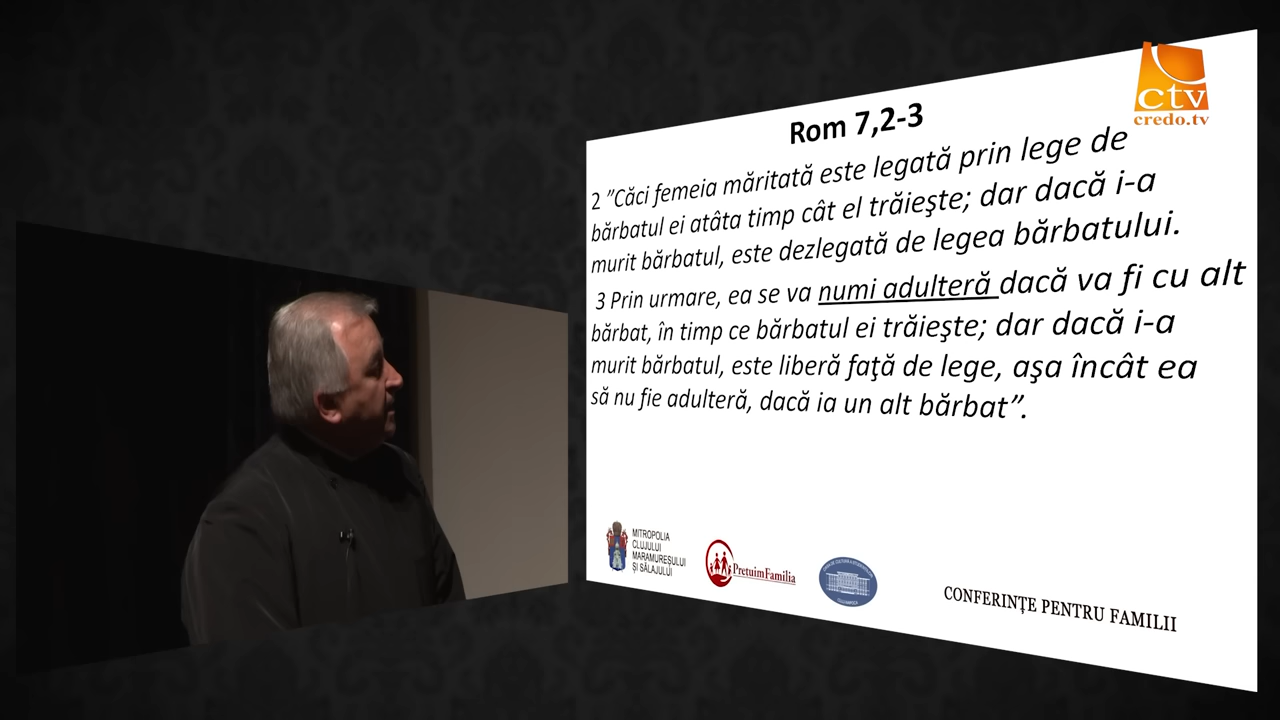 ctv
credo.tv
Rom 7,2-3
2 ”Căci femeia măritată este legată prin lege de
bărbatul ei atâta timp cât el trăieşte; dar dacă i-a
murit bărbatul, este dezlegată de legea bărbatului.
3 Prin urmare, ea se va numi adulteră dacă va fi cu alt
bărbat, în timp ce bărbatul ei trăieşte; dar dacă i-a
murit bărbatul, este liberă faţă de lege, aşa încât ea
să nu fie adulteră, dacă ia un alt bărbat”.
MITROPOLIA
CLUJULUI
MARAMUREŞULUI
ŞI SĂLAJULUI
PretuimFamilia
CONFERINŢE PENTRU FAMILII